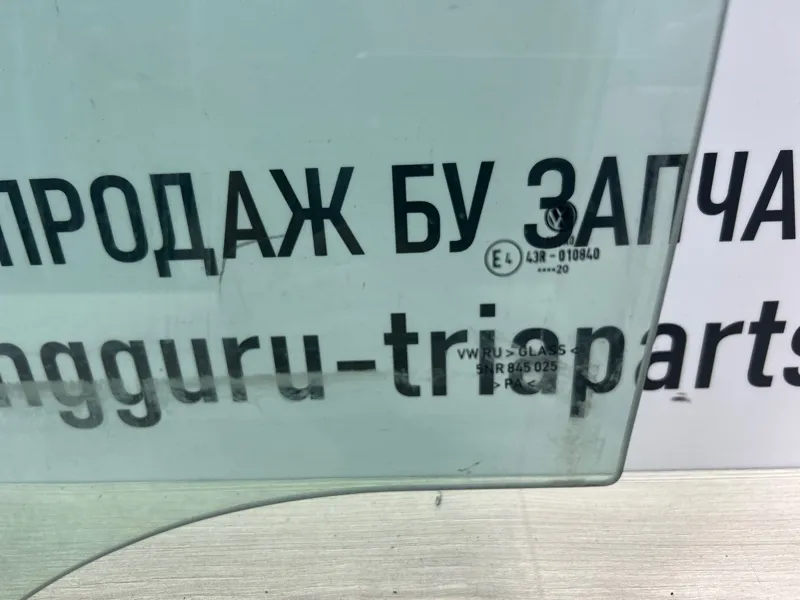 ПРОДАЖ БУ ЗАПЧА
E4 43R-010840
••••20
ngguru-triaparts
VW RU >GLASS<
5NR 845 025
>PA<